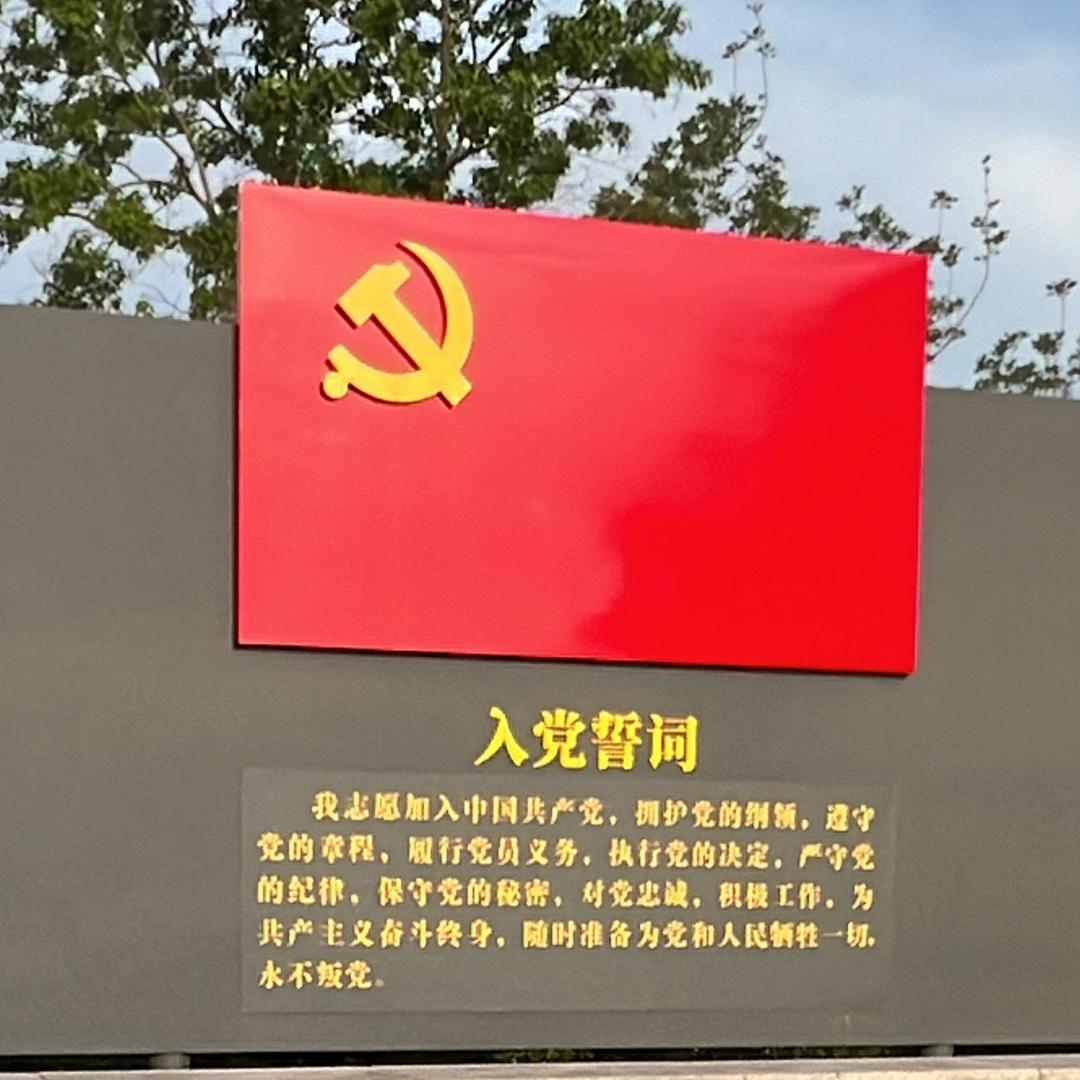 入党誓词
我志愿加入中国共产党，拥护党的纲领，遵守
党的章程，履行党员义务，执行党的决定，严守党
的纪律，保守党的秘密，对党忠诚，积极工作，为
共产主义奋斗终身，随时准备为党和人民牺牲一切，
永不叛党。